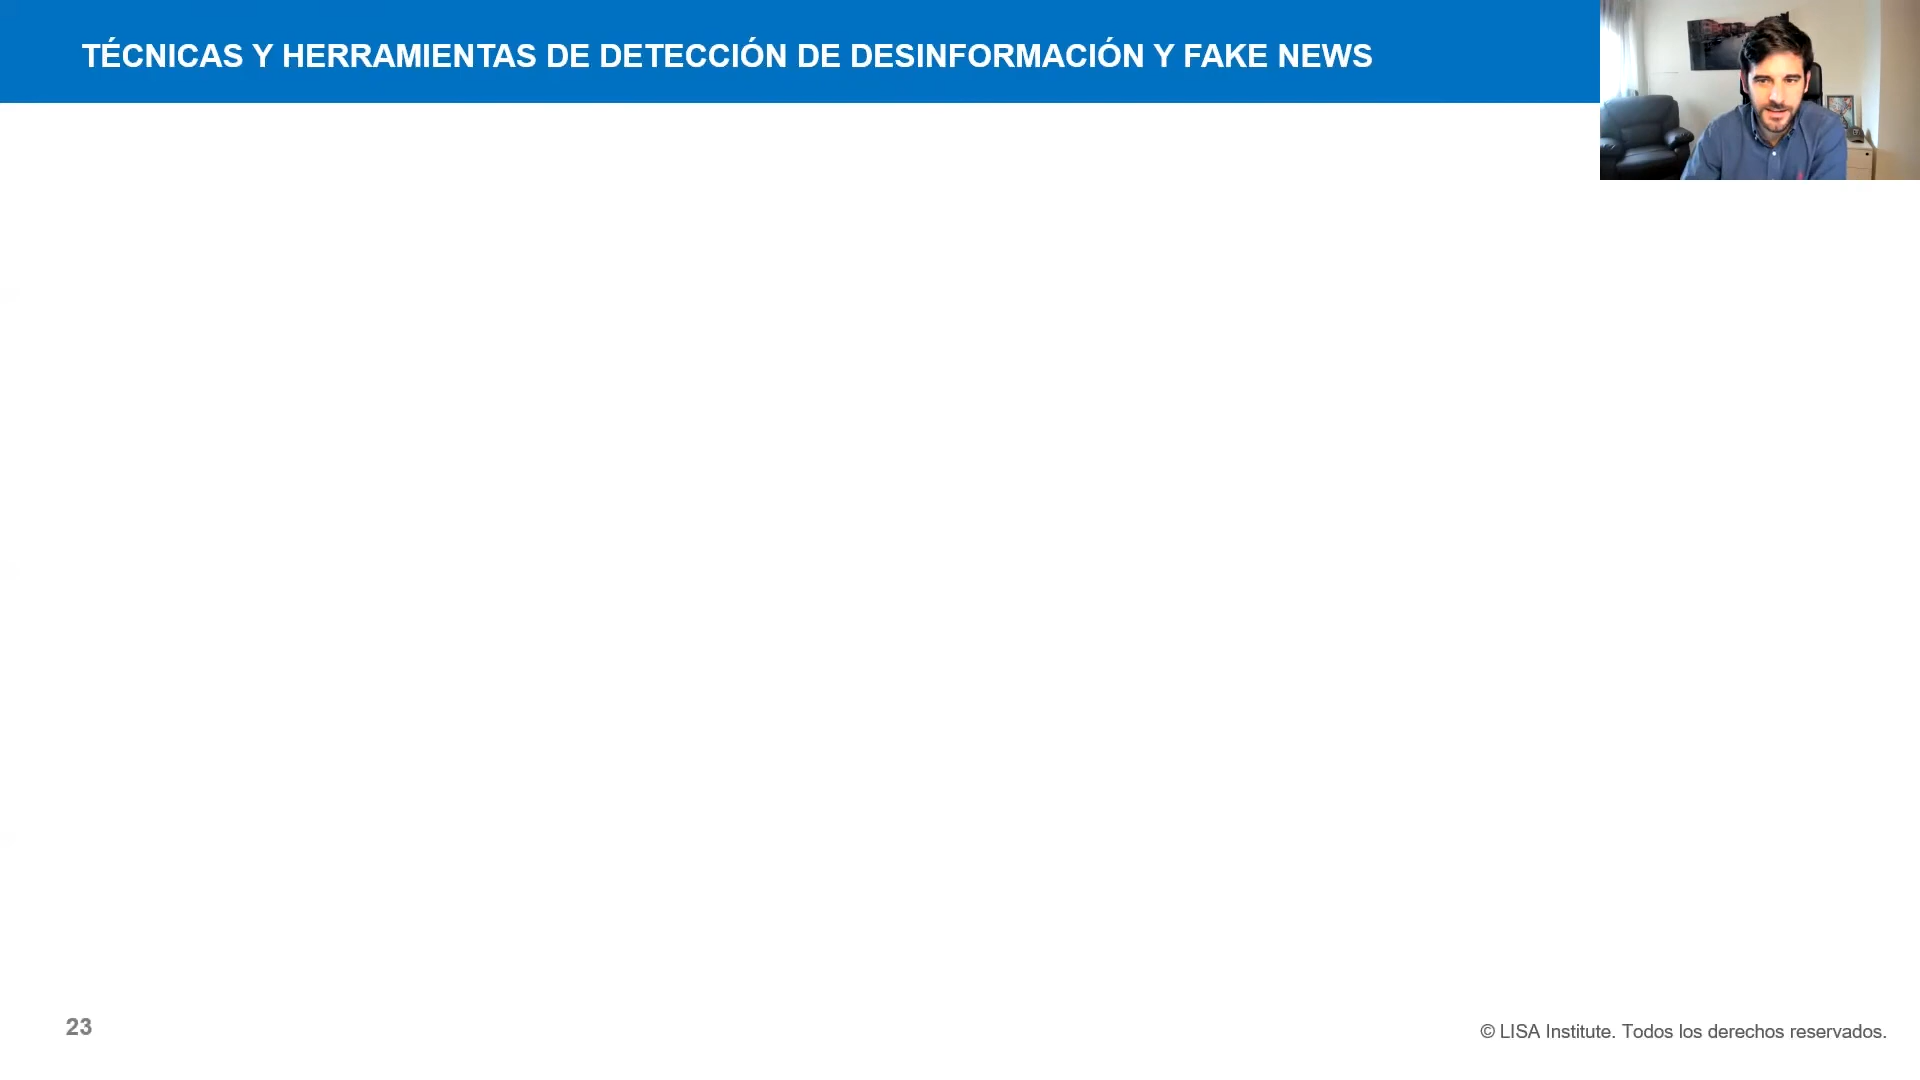 TÉCNICAS Y HERRAMIENTAS DE DETECCIÓN DE DESINFORMACIÓN Y FAKE NEWS
23
© LISA Institute. Todos los derechos reservados.